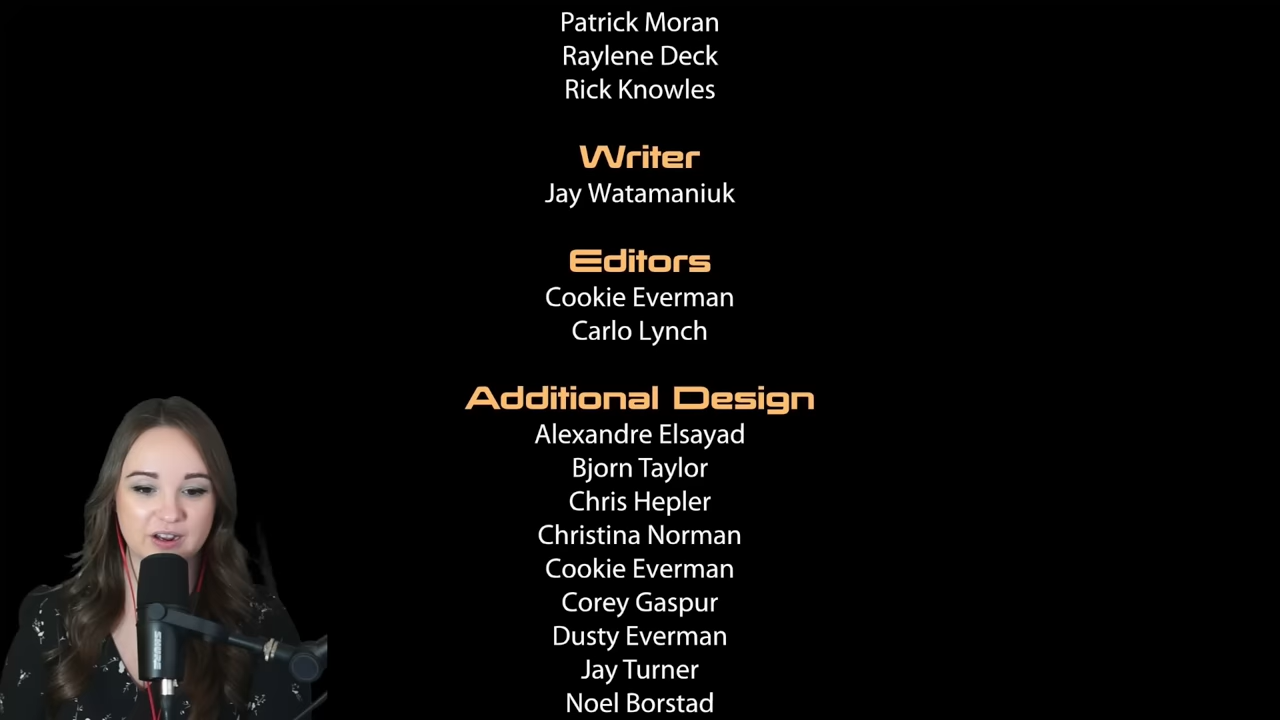 Patrick Moran
Raylene Deck
Rick Knowles
Writer
Jay Watamaniuk
Editors
Cookie Everman
Carlo Lynch
Additional Design
Alexandre Elsayad
Bjorn Taylor
Chris Hepler
Christina Norman
Cookie Everman
Corey Gaspur
Dusty Everman
Jay Turner
Noel Borstad
SHURE